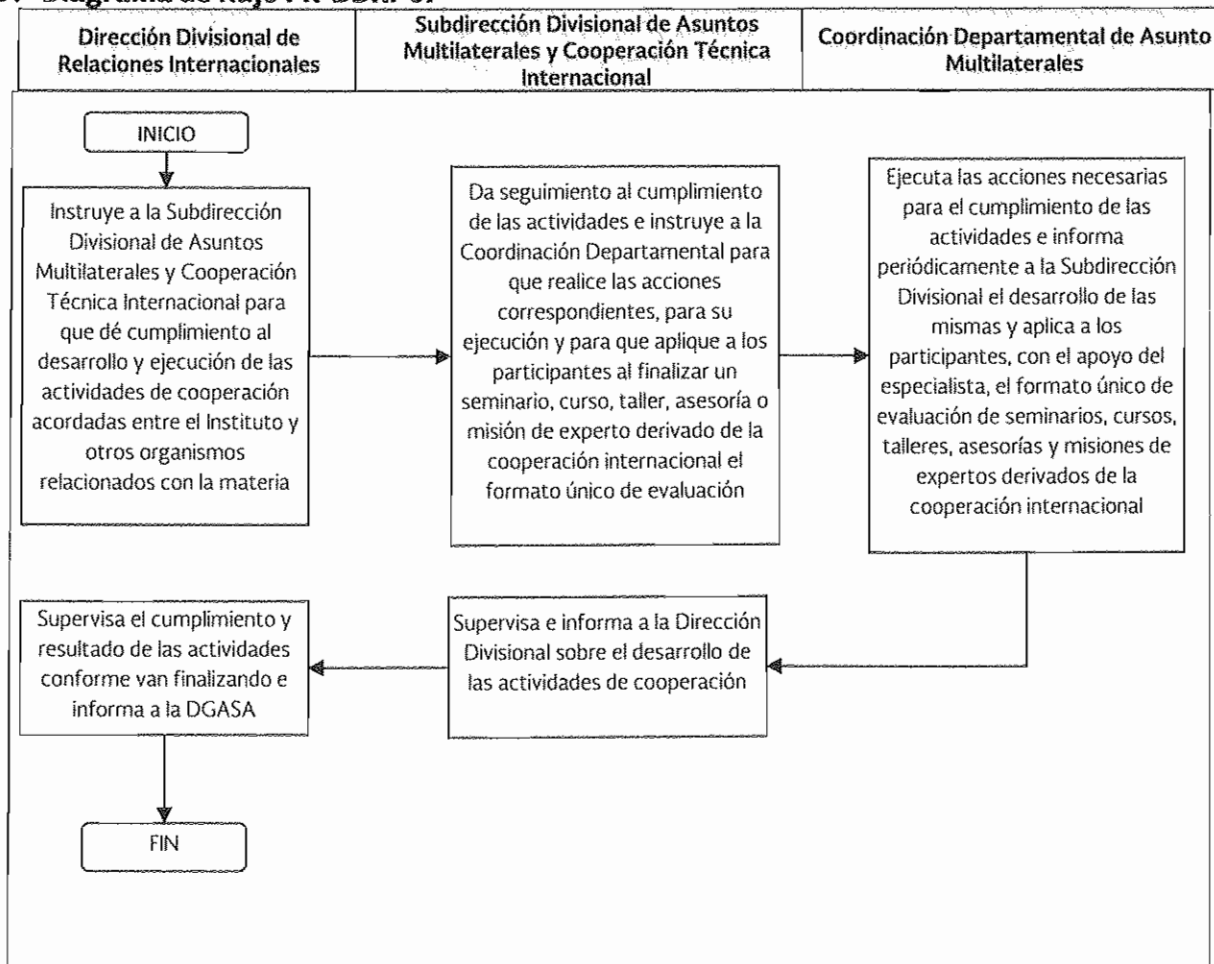 Diagrama de flujo PR-DDRI-07
Dirección Divisional de
Relaciones Internacionales
Subdirección Divisional de Asuntos
Multilaterales y Cooperación Técnica
Internacional
Coordinación Departamental de Asunto
Multilaterales
INICIO
Instruye a la Subdirección
Divisional de Asuntos
Multilaterales y Cooperación
Técnica Internacional para
que dé cumplimiento al
desarrollo y ejecución de las
actividades de cooperación
acordadas entre el Instituto y
otros organismos
relacionados con la materia
Da seguimiento al cumplimiento
de las actividades e instruye a la
Coordinación Departamental para
que realice las acciones
correspondientes, para su
ejecución y para que aplique a los
participantes al finalizar un
seminario, curso, taller, asesoría o
misión de experto derivado de la
cooperación internacional el
formato único de evaluación
Ejecuta las acciones necesarias
para el cumplimiento de las
actividades e informa
periódicamente a la Subdirección
Divisional el desarrollo de las
mismas y aplica a los
participantes, con el apoyo del
especialista, el formato único de
evaluación de seminarios, cursos,
talleres, asesorías y misiones de
expertos derivados de la
cooperación internacional
Supervisa el cumplimiento y
resultado de las actividades
conforme van finalizando e
informa a la DGASA
Supervisa e informa a la Dirección
Divisional sobre el desarrollo de
las actividades de cooperación
FIN